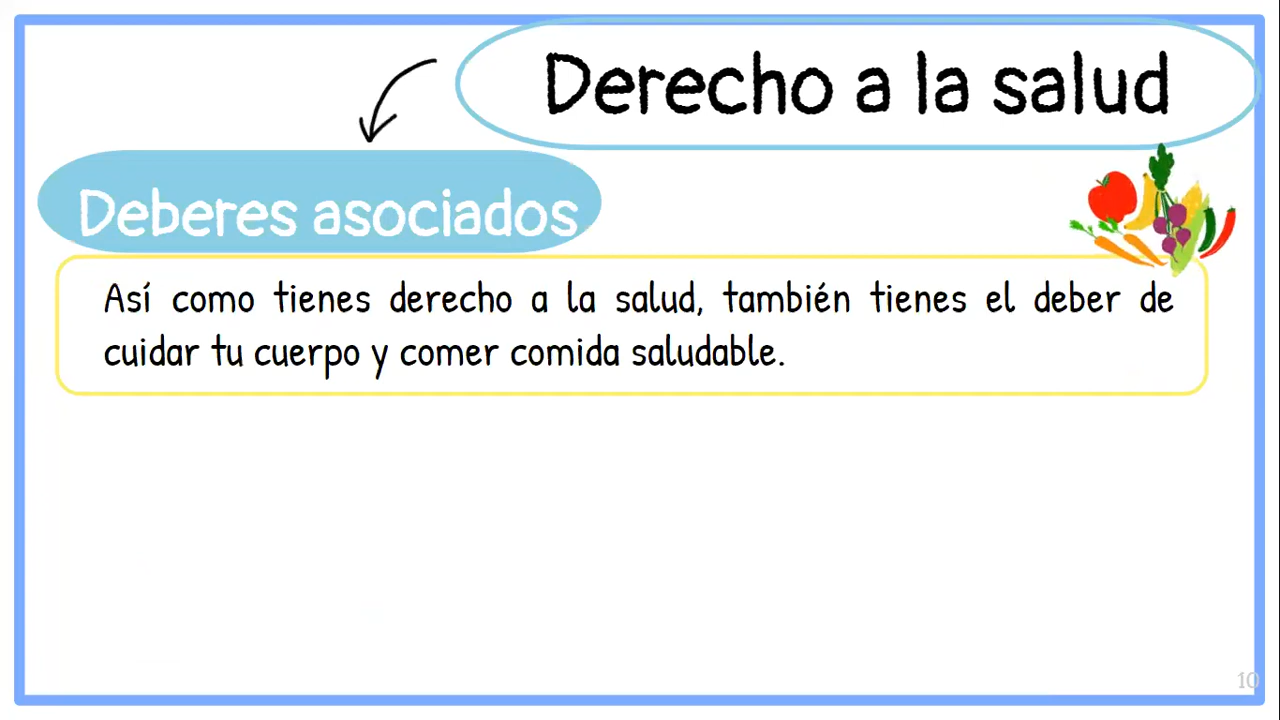 Derecho a la salud
Deberes asociados
Así como tienes derecho a la salud, también tienes el deber de
cuidar tu cuerpo y comer comida saludable.
10